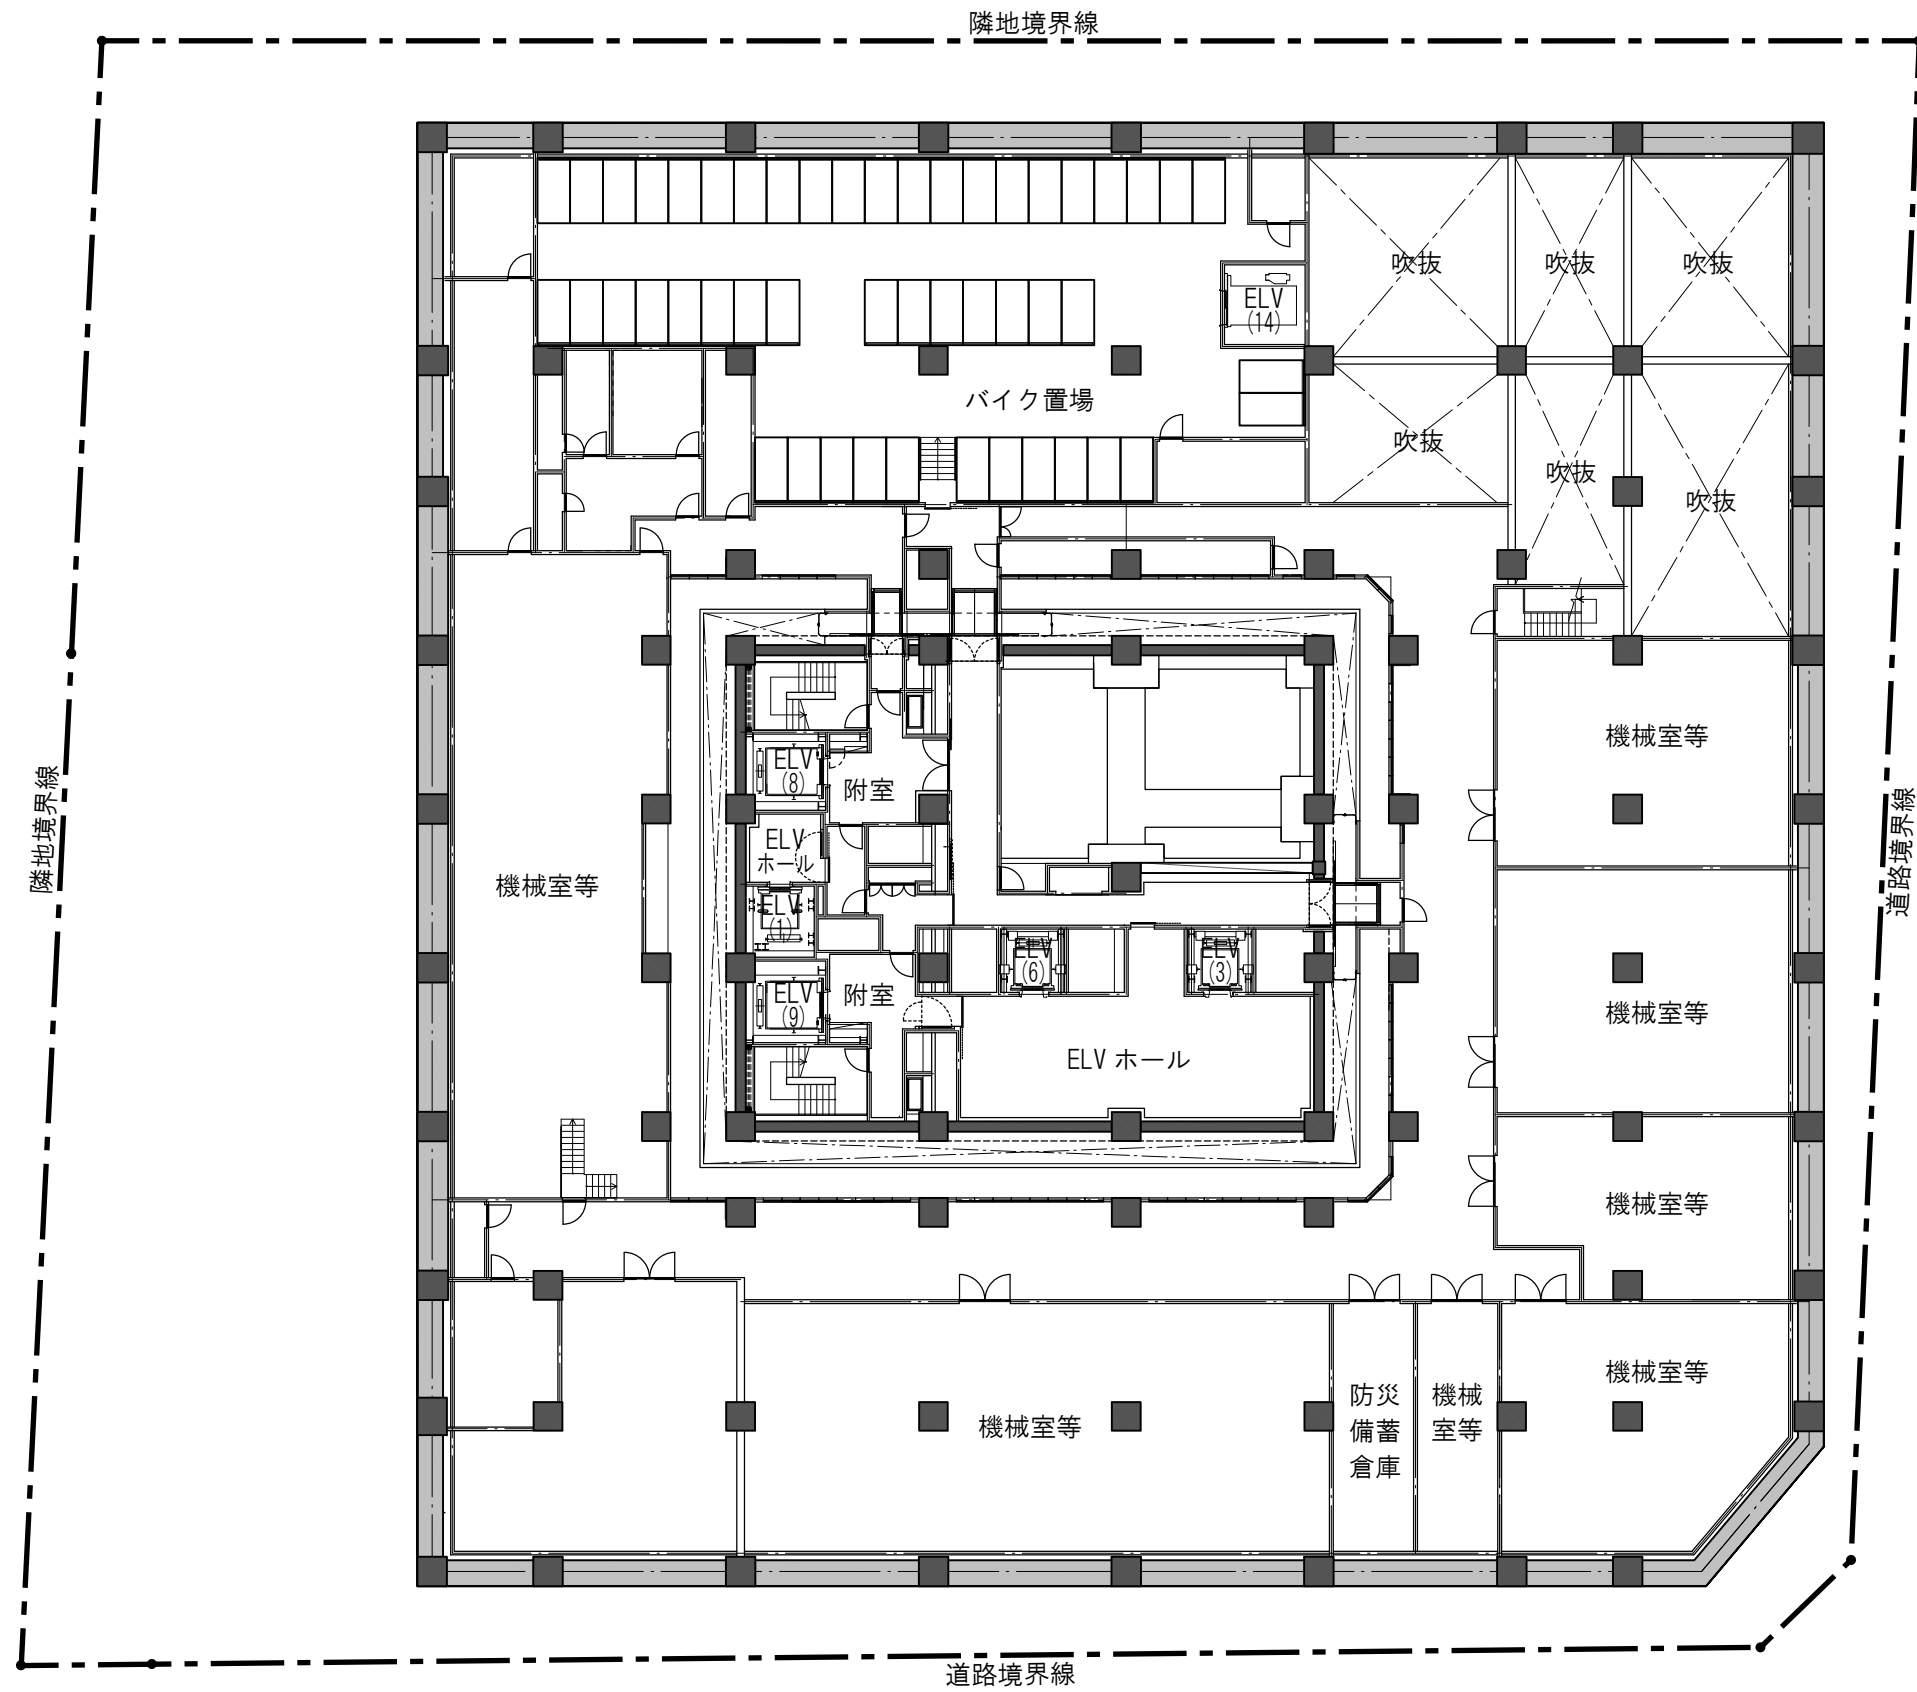 隣地境界線
吹抜
吹抜
吹抜
ELV
(14)
バイク置場
吹抜
吹抜
吹抜
機械室等
ELV
(8)
附室
隣地境界線
道路境界線
ELV
ホール
機械室等
ELV
(1)
ELV
(6)
ELV
(3)
ELV
(9)
附室
機械室等
ELV ホール
機械室等
機械室等
防災
備蓄
倉庫
機械
室等
機械室等
道路境界線